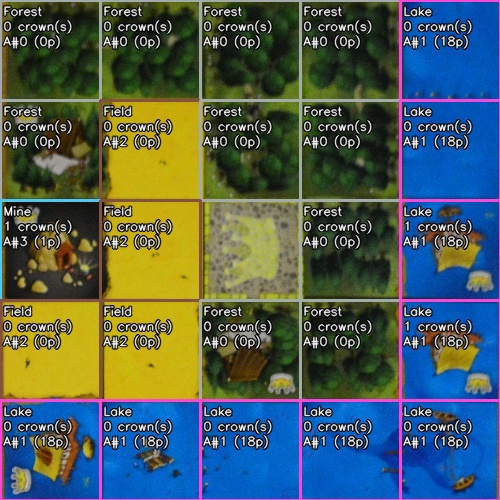 Forest
0 crown(s)
A#0 (0p)
Forest
0 crown(s)
A#0 (0p)
Forest
0 crown(s)
A#0 (0p)
Forest
0 crown(s)
A#0 (0p)
Lake
0 crown(s)
A#1 (18p)
Forest
0 crown(s)
A#0 (0p)
Field
0 crown(s)
A#2 (0p)
Forest
0 crown(s)
A#0 (0p)
Forest
0 crown(s)
A#0 (0p)
Lake
0 crown(s)
A#1 (18p)
Mine
1 crown(s)
A#3 (1p)
Field
0 crown(s)
A#2 (0p)
Forest
0 crown(s)
A#0 (0p)
Lake
1 crown(s)
A#1 (18p)
Field
0 crown(s)
A#2 (0p)
Field
0 crown(s)
A#2 (0p)
Forest
0 crown(s)
A#0 (0p)
Forest
0 crown(s)
A#0 (0p)
Lake
1 crown(s)
A#1 (18p)
Lake
0 crown(s)
A#1 (18p)
Lake
0 crown(s)
A#1 (18p)
Lake
0 crown(s)
A#1 (18p)
Lake
0 crown(s)
A#1 (18p)
Lake
0 crown(s)
A#1 (18p)